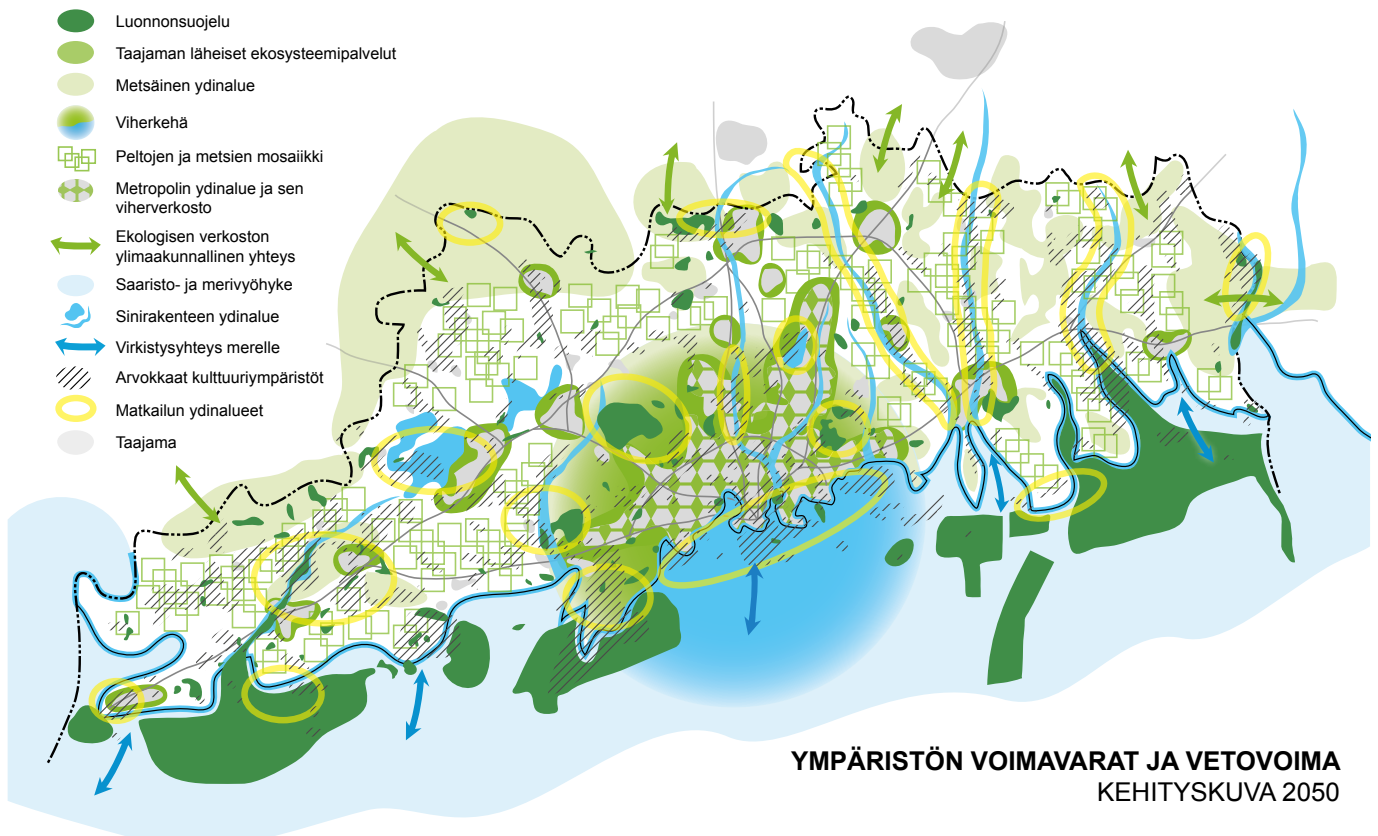 Luonnonsuojelu
Taajaman läheiset ekosysteemipalvelut
Metsäinen ydinalue
Viherkehä
Peltojen ja metsien mosaiikki
Metropolin ydinalue ja sen
viherverkosto
Ekologisen verkoston
ylimaakunnallinen yhteys
Saaristo- ja merivyöhyke
Sinirakenteen ydinalue
Virkistysyhteys merelle
Arvokkaat kulttuuriympäristöt
Matkailun ydinalueet
Taajama
YMPÄRISTÖN VOIMAVARAT JA VETOVOIMA
KEHITYSKUVA 2050